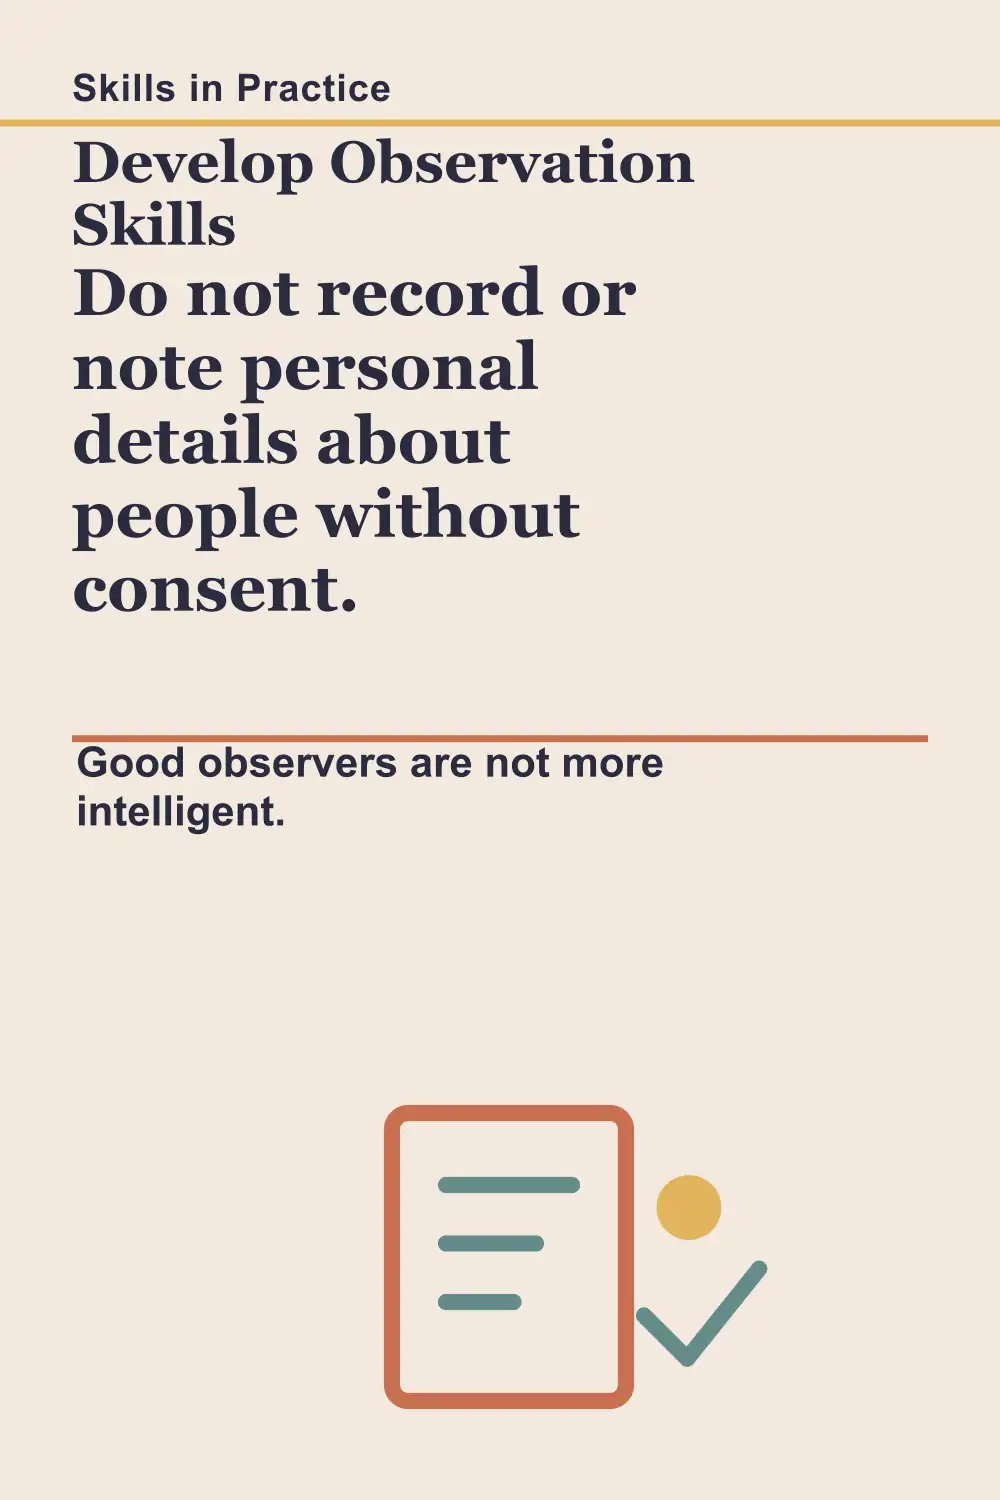 Skills in Practice
Develop Observation
Skills
Do not record or
note personal
details about
people without
consent.
Good observers are not more
intelligent.